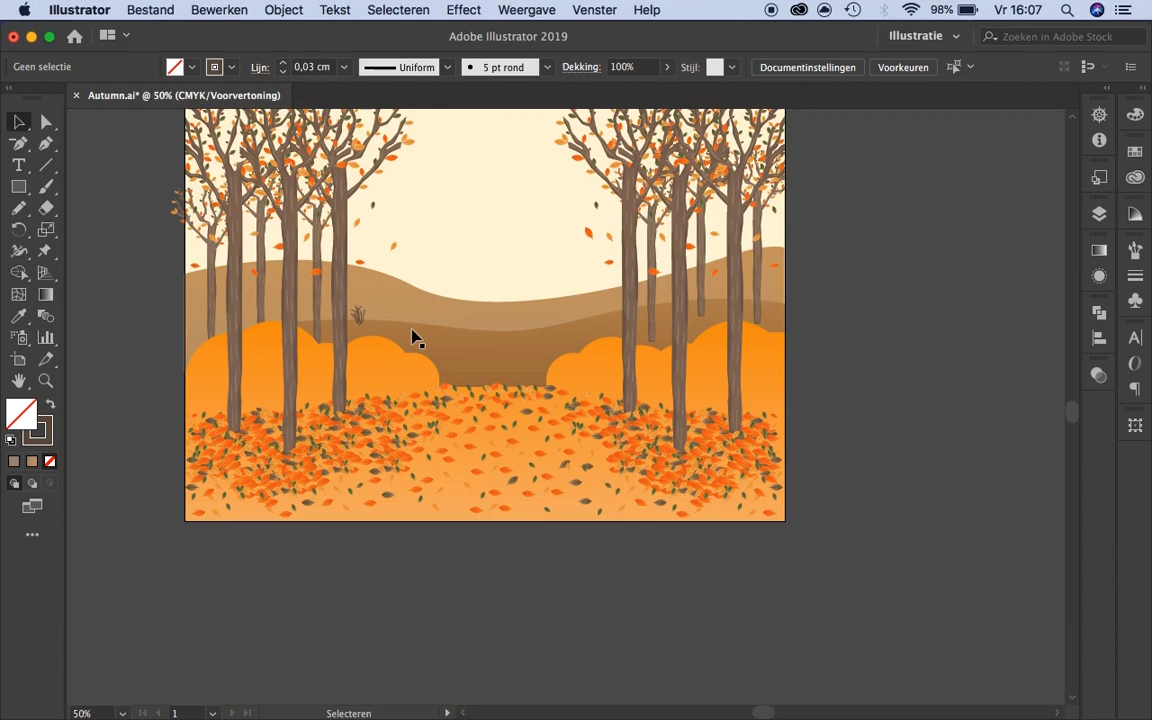 Illustrator Bestand Bewerken Object Tekst Selecteren Effect Weergave Venster Help 98% Vr 16:07
Adobe Illustrator 2019 Illustratie Zoeken in Adobe Stock
Geen selectie Lijn: 0,03 cm Uniform 5 pt rond Dekking: 100% Stijl: Documentinstellingen Voorkeuren
Autumn.ai* @ 50% (CMYK/Voorvertoning)
50% 1 Selecteren